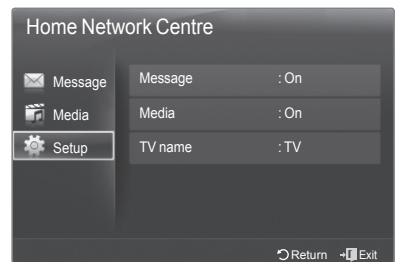 Home Network Centre
Message
Media
Setup
Message : On
Media : On
TV name : TV
Return Exit